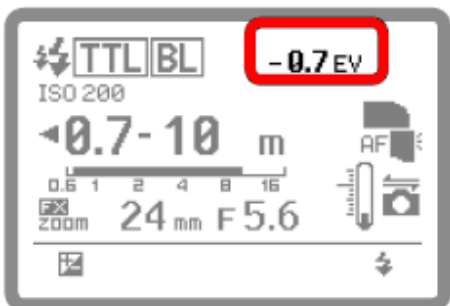 TTL BL -0.7 EV
ISO 200
0.7-10 m
AF
0.6 1 2 4 8 16
FX
zoom 24 mm F 5.6